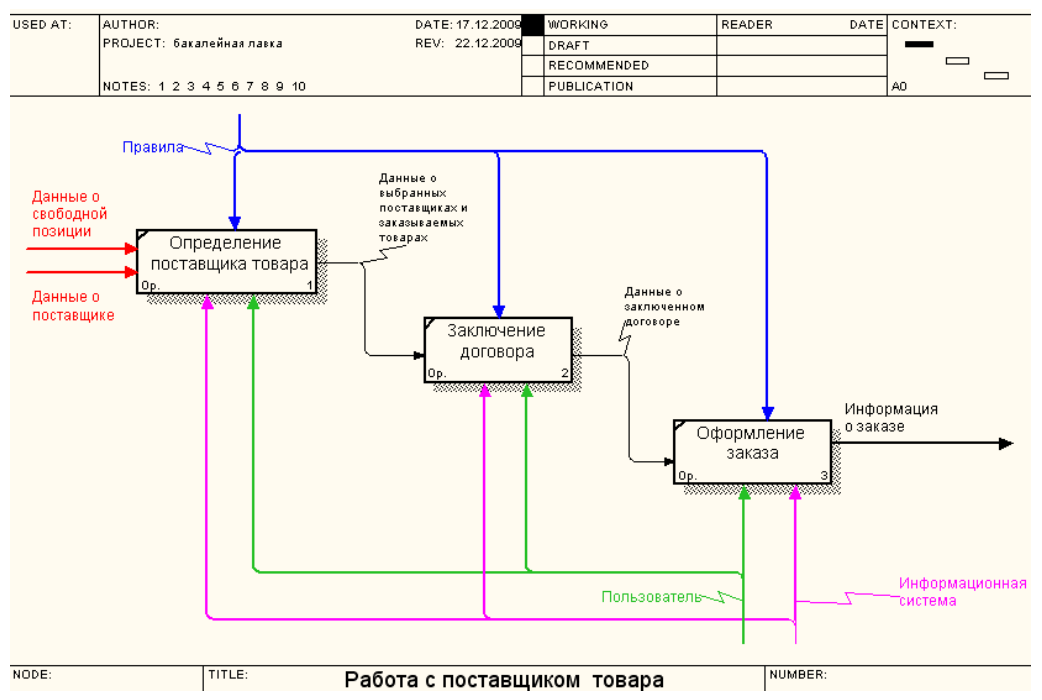 USED AT:
AUTHOR:
DATE: 17.12.2009
WORKING
READER
DATE
CONTEXT:
PROJECT: бакалейная лавка
REV: 22.12.2009
DRAFT
RECOMMENDED
NOTES: 1 2 3 4 5 6 7 8 9 10
PUBLICATION
A0
Правила
Данные о
свободной
позиции
Данные о
выбранных
поставщиках и
заказываемых
товарах
Определение
поставщика товара
0р.
1
Данные о
поставщике
Данные о
заключенном
договоре
Заключение
договора
0р.
2
Информация
о заказе
Оформление
заказа
0р.
3
Информационная
система
Пользователь
NODE:
TITLE:
Работа с поставщиком товара
NUMBER: